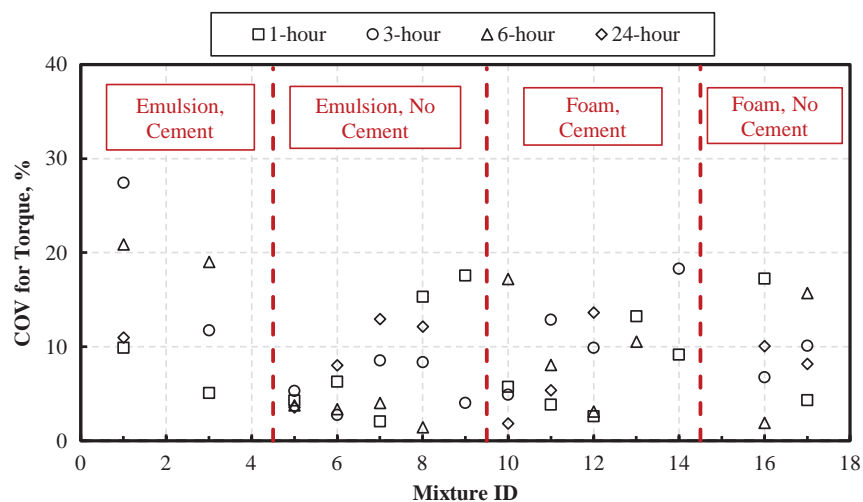 1-hour 3-hour 6-hour 24-hour
40
30
20
10
0
COV for Torque, %
Emulsion,
Cement
Emulsion, No
Cement
Foam,
Cement
Foam, No
Cement
0 2 4 6 8 10 12 14 16 18
Mixture ID